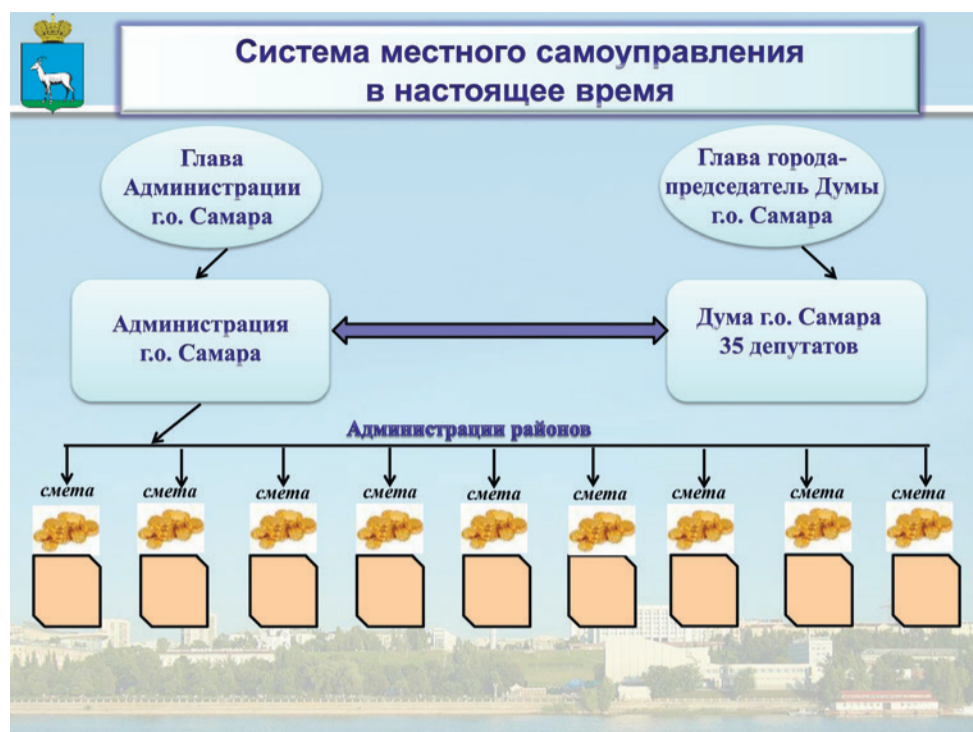 Система местного самоуправления
в настоящее время
Глава
Администрации
г.о. Самара
Глава города-
председатель Думы
г.о. Самара
Администрация
г.о. Самара
Дума г.о. Самара
35 депутатов
Администрации районов
смета смета смета смета смета смета смета смета смета